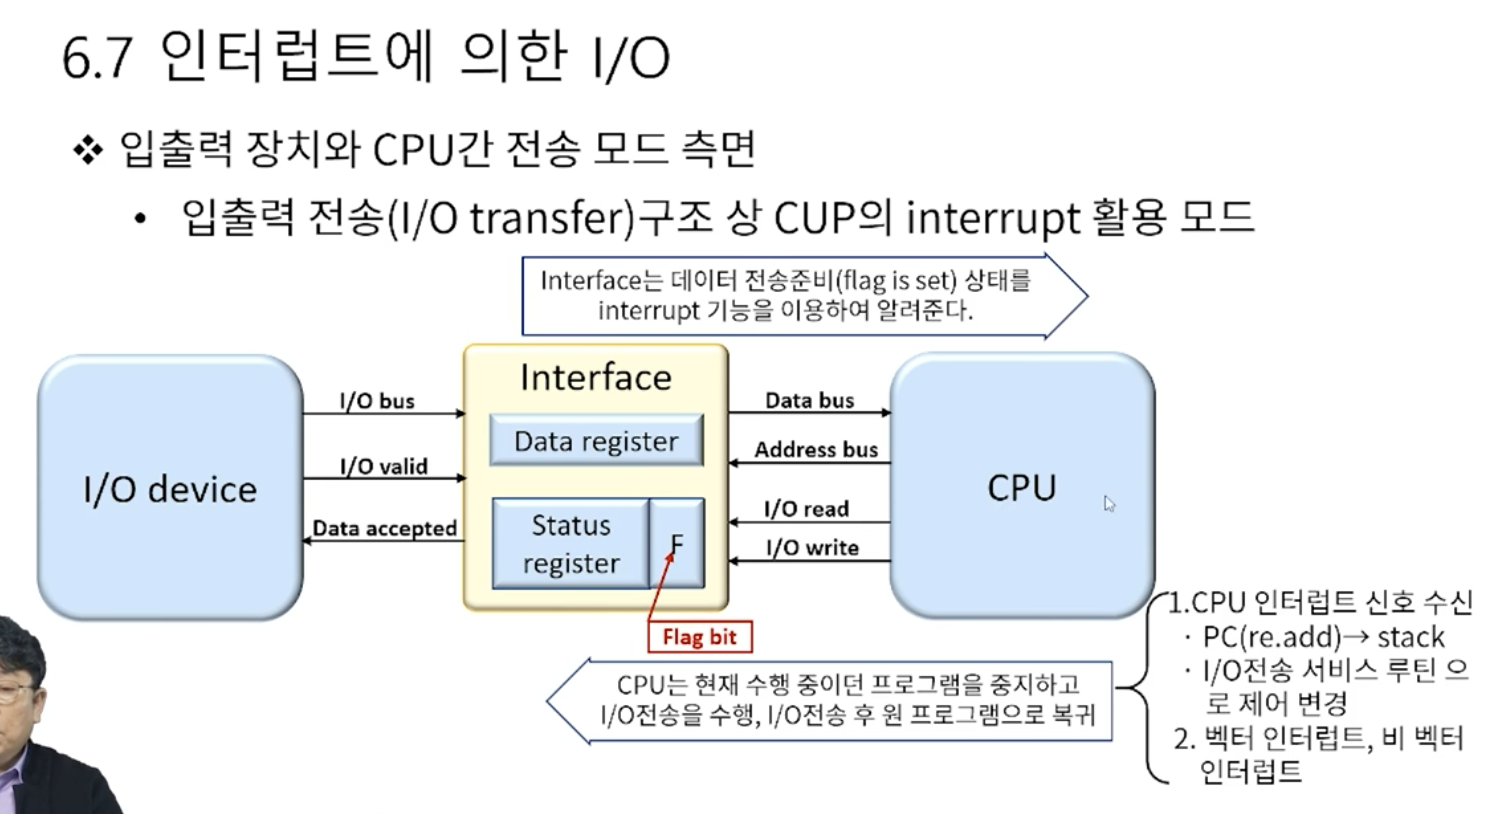 6.7 인터럽트에 의한 I/O
❖ 입출력 장치와 CPU간 전송 모드 측면
• 입출력 전송(I/O transfer)구조 상 CUP의 interrupt 활용 모드
Interface는 데이터 전송준비(flag is set) 상태를
interrupt 기능을 이용하여 알려준다.
I/O device
I/O bus
I/O valid
Data accepted
Interface
Data register
Status
register
F
Flag bit
Data bus
Address bus
I/O read
I/O write
CPU
CPU는 현재 수행 중이던 프로그램을 중지하고
I/O전송을 수행, I/O전송 후 원 프로그램으로 복귀
1.CPU 인터럽트 신호 수신
· PC(re.add)→ stack
· I/O전송 서비스 루틴 으
로 제어 변경
2. 벡터 인터럽트, 비 벡터
인터럽트